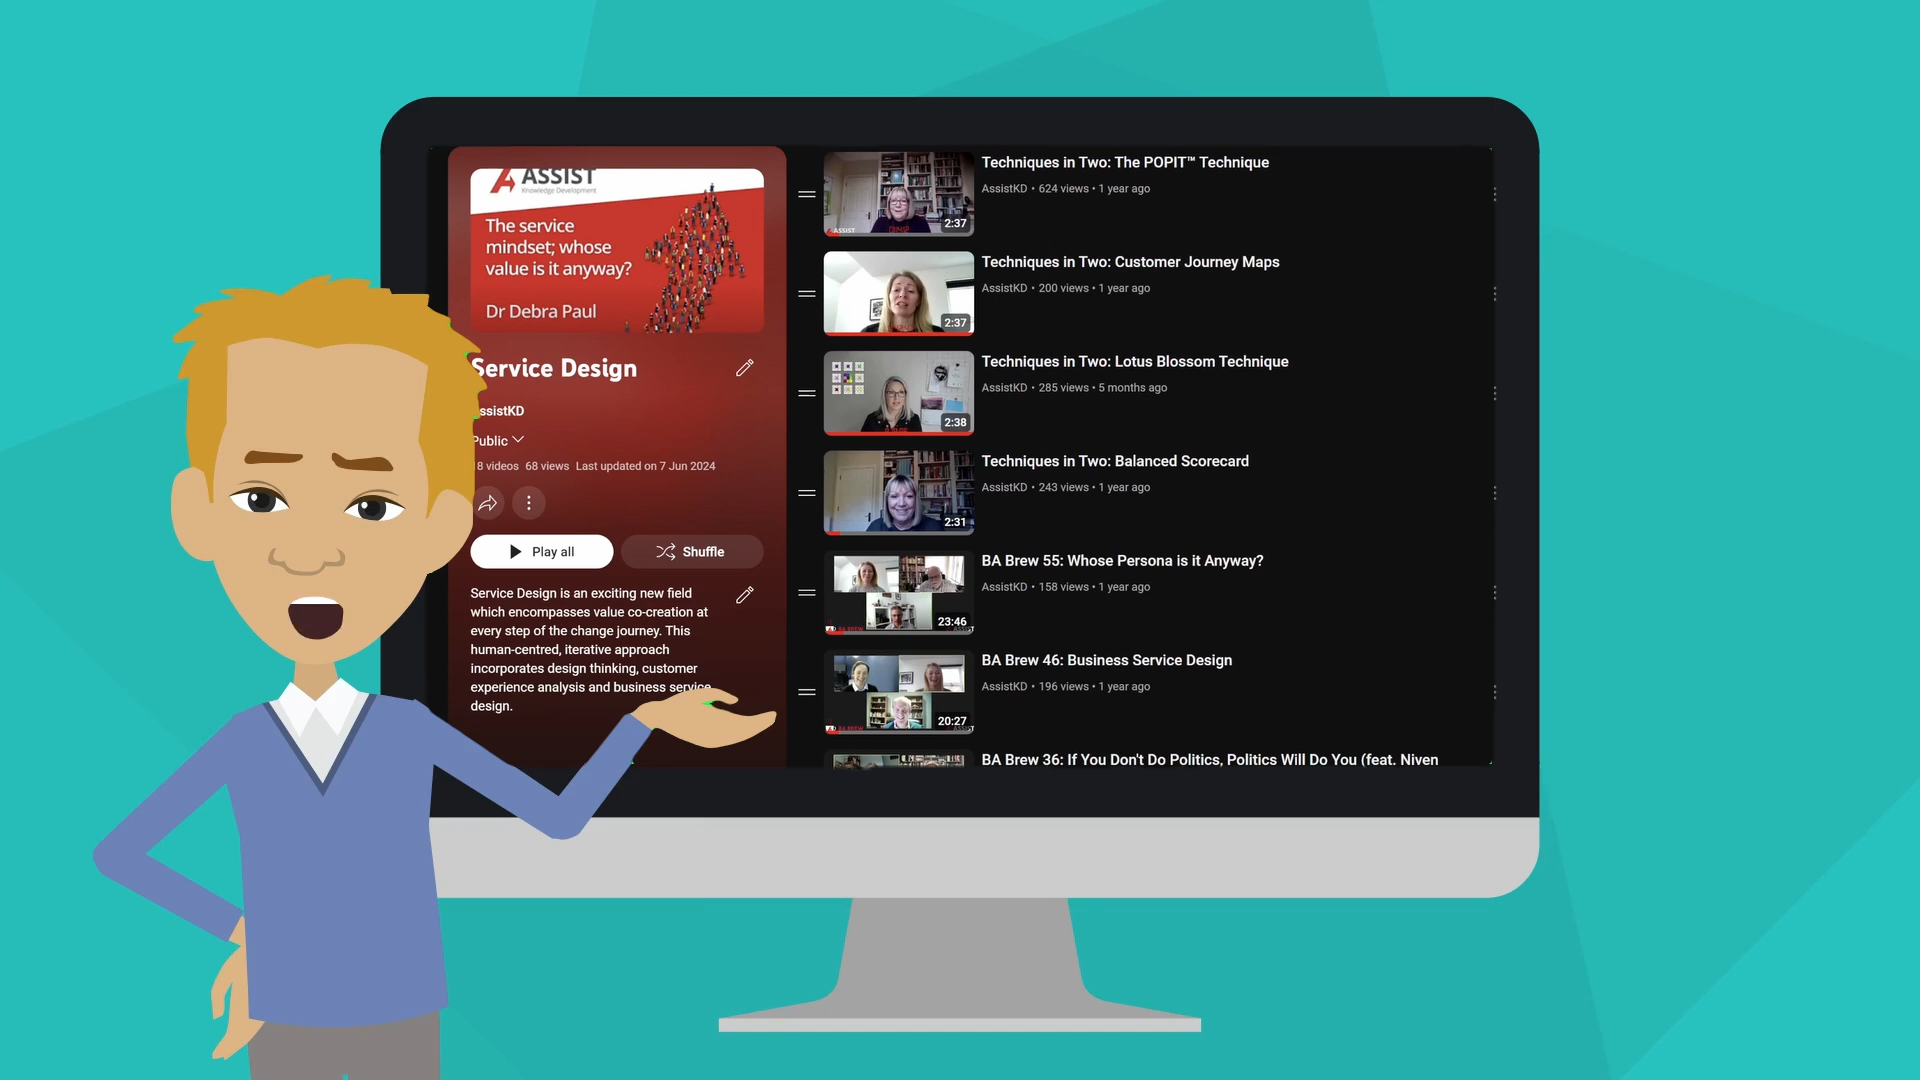 ASSIST
Knowledge Development
The service
mindset; whose
value is it anyway?
Dr Debra Paul
Service Design
ssistKD
Public
8 videos 68 views Last updated on 7 Jun 2024
Play all
Shuffle
Service Design is an exciting new field
which encompasses value co-creation at
every step of the change journey. This
human-centred, iterative approach
incorporates design thinking, customer
experience analysis and business service
design.
Techniques in Two: The POPIT™ Technique
AssistKD • 624 views • 1 year ago
2:37
ASSIST
Techniques in Two: Customer Journey Maps
AssistKD • 200 views • 1 year ago
2:37
Techniques in Two: Lotus Blossom Technique
AssistKD • 285 views • 5 months ago
2:38
Techniques in Two: Balanced Scorecard
AssistKD • 243 views • 1 year ago
2:31
BA Brew 55: Whose Persona is it Anyway?
AssistKD • 158 views • 1 year ago
23:46
BA Brew 46: Business Service Design
AssistKD • 196 views • 1 year ago
20:27
BA Brew 36: If You Don't Do Politics, Politics Will Do You (feat. Niven